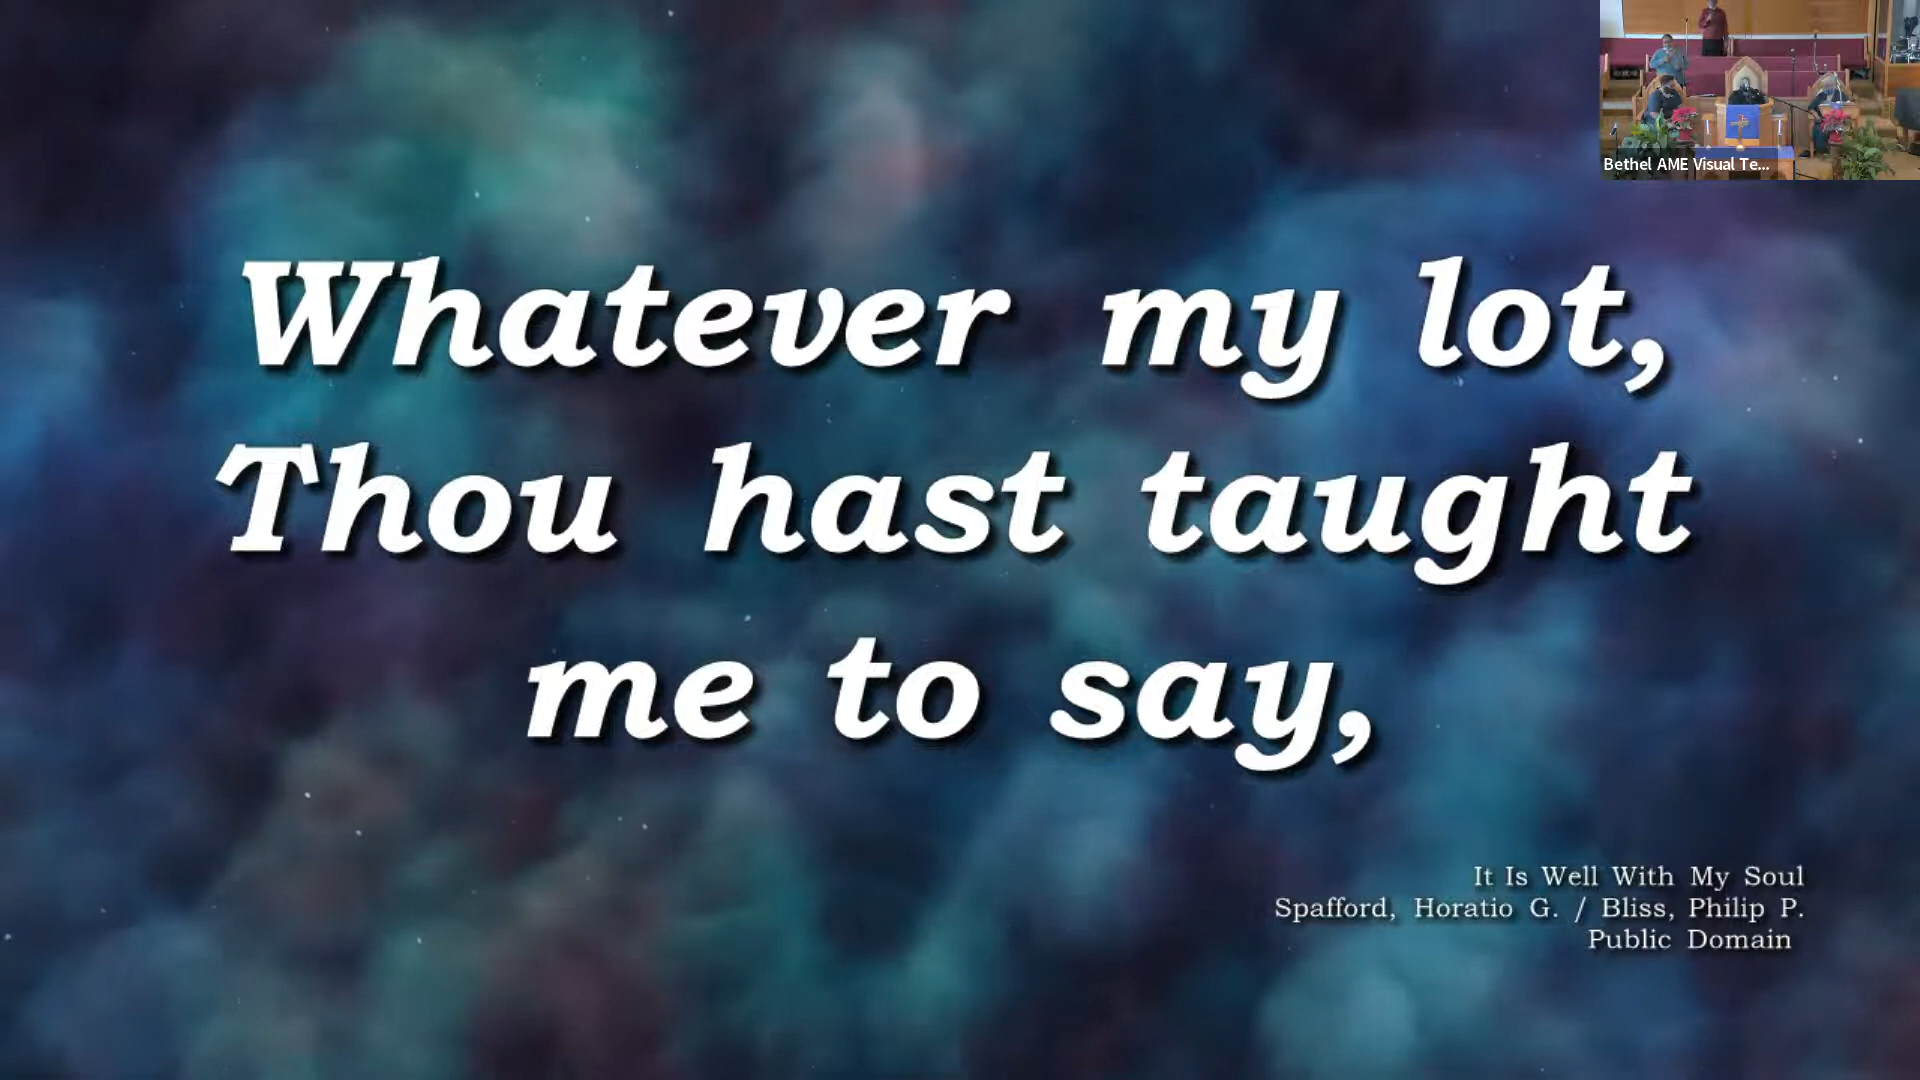 Bethel AME Visual Te...
Whatever my lot,
Thou hast taught
me to say,
It Is Well With My Soul
Spafford, Horatio G. / Bliss, Philip P.
Public Domain